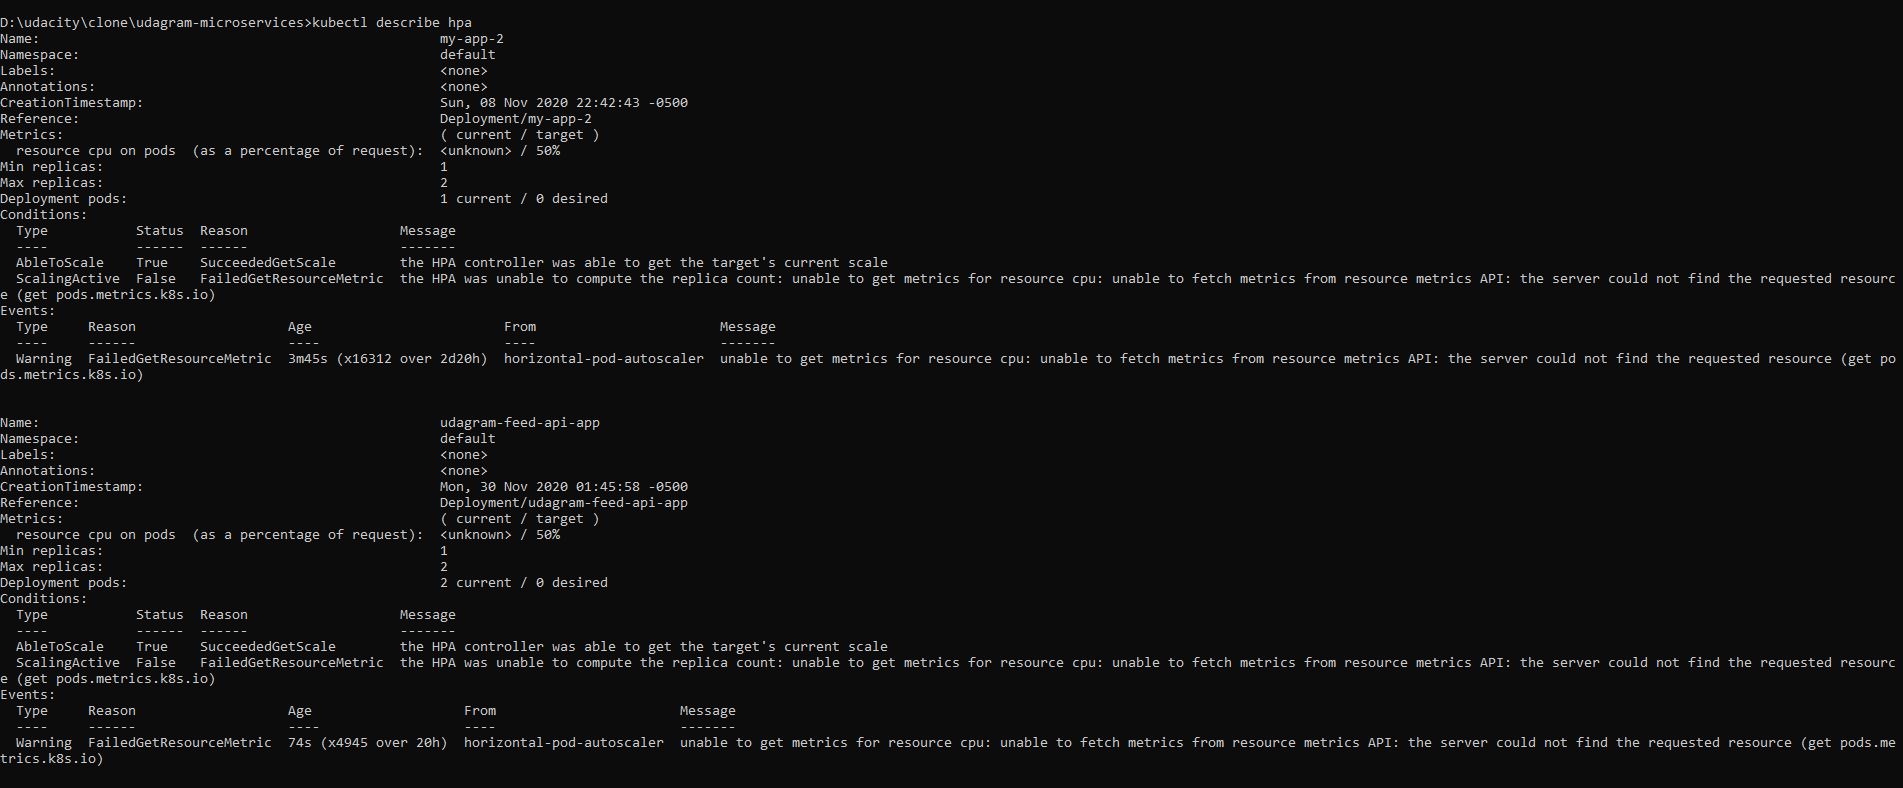 D:\udacity\clone\udagram-microservices>kubectl describe hpa
Name:                                                  my-app-2
Namespace:                                             default
Labels:                                                <none>
Annotations:                                           <none>
CreationTimestamp:                                     Sun, 08 Nov 2020 22:42:43 -0500
Reference:                                             Deployment/my-app-2
Metrics:                                               ( current / target )
  resource cpu on pods  (as a percentage of request):  <unknown> / 50%
Min replicas:                                          1
Max replicas:                                          2
Deployment pods:                                       1 current / 0 desired
Conditions:
  Type           Status  Reason                   Message
  ----           ------  ------                   -------
  AbleToScale    True    SucceededGetScale        the HPA controller was able to get the target's current scale
  ScalingActive  False   FailedGetResourceMetric  the HPA was unable to compute the replica count: unable to get metrics for resource cpu: unable to fetch metrics from resource metrics API: the server could not find the requested resourc
e (get pods.metrics.k8s.io)
Events:
  Type     Reason                   Age                        From                       Message
  ----     ------                   ----                       ----                       -------
  Warning  FailedGetResourceMetric  3m45s (x16312 over 2d20h)  horizontal-pod-autoscaler  unable to get metrics for resource cpu: unable to fetch metrics from resource metrics API: the server could not find the requested resource (get po
ds.metrics.k8s.io)
Name:                                                  udagram-feed-api-app
Namespace:                                             default
Labels:                                                <none>
Annotations:                                           <none>
CreationTimestamp:                                     Mon, 30 Nov 2020 01:45:58 -0500
Reference:                                             Deployment/udagram-feed-api-app
Metrics:                                               ( current / target )
  resource cpu on pods  (as a percentage of request):  <unknown> / 50%
Min replicas:                                          1
Max replicas:                                          2
Deployment pods:                                       2 current / 0 desired
Conditions:
  Type           Status  Reason                   Message
  ----           ------  ------                   -------
  AbleToScale    True    SucceededGetScale        the HPA controller was able to get the target's current scale
  ScalingActive  False   FailedGetResourceMetric  the HPA was unable to compute the replica count: unable to get metrics for resource cpu: unable to fetch metrics from resource metrics API: the server could not find the requested resourc
e (get pods.metrics.k8s.io)
Events:
  Type     Reason                   Age                   From                       Message
  ----     ------                   ----                  ----                       -------
  Warning  FailedGetResourceMetric  74s (x4945 over 20h)  horizontal-pod-autoscaler  unable to get metrics for resource cpu: unable to fetch metrics from resource metrics API: the server could not find the requested resource (get pods.me
trics.k8s.io)